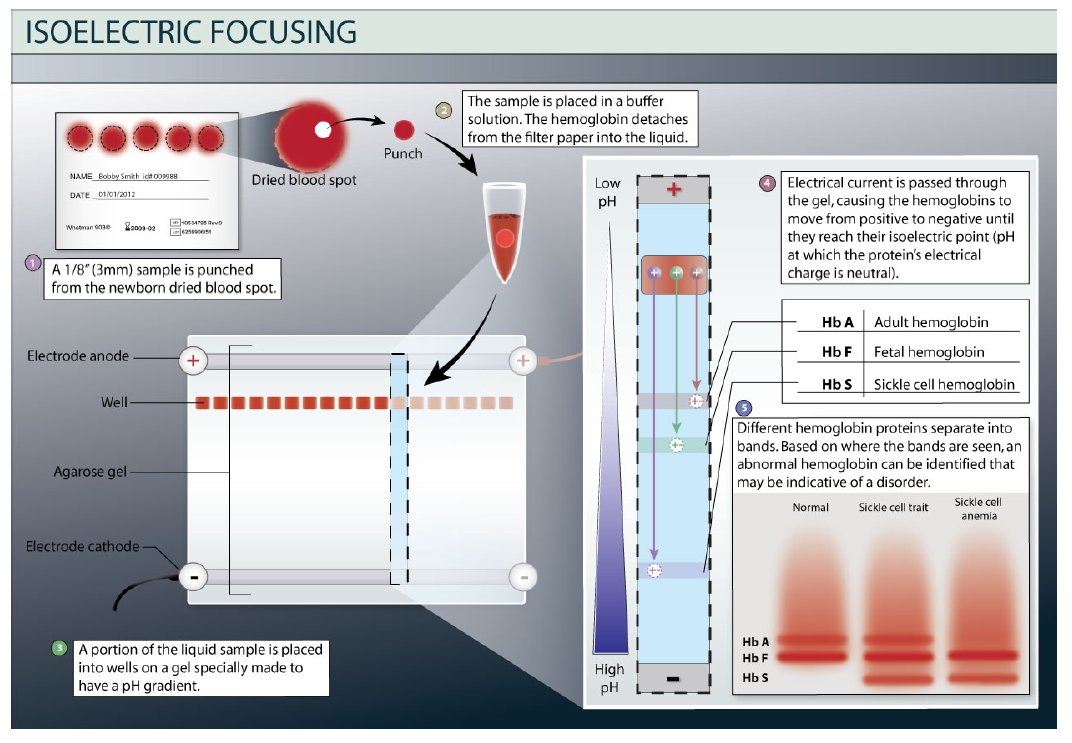 ISOELECTRIC FOCUSING
NAME Bobby Smith id# 009988
DATE 01/01/2012
Whatman 903®
2009-02
Dried blood spot
Punch
1
A 1/8” (3mm) sample is punched
from the newborn dried blood spot.
2
The sample is placed in a buffer
solution. The hemoglobin detaches
from the filter paper into the liquid.
Electrode anode
+
+
Well
Agarose gel
Electrode cathode
-
-
3
A portion of the liquid sample is placed
into wells on a gel specially made to
have a pH gradient.
Low
pH
+
+ + +
High
pH
-
4
Electrical current is passed through
the gel, causing the hemoglobins to
move from positive to negative until
they reach their isoelectric point (pH
at which the protein's electrical
charge is neutral).
Hb A Adult hemoglobin
Hb F Fetal hemoglobin
Hb S Sickle cell hemoglobin
5
Different hemoglobin proteins separate into
bands. Based on where the bands are seen, an
abnormal hemoglobin can be identified that
may be indicative of a disorder.
Normal
Sickle cell trait
Sickle cell
anemia
Hb A
Hb F
Hb S